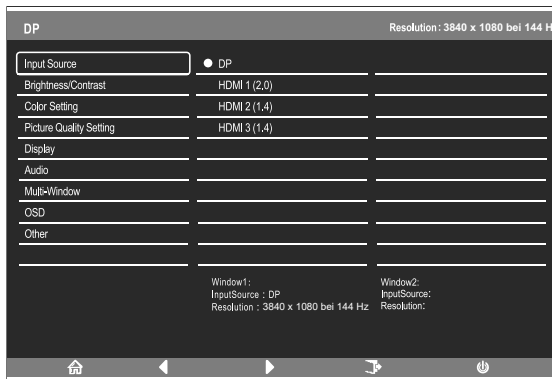 DP
Resolution: 3840 x 1080 bei 144 H
Input Source
DP
Brightness/Contrast
HDMI 1 (2.0)
Color Setting
HDMI 2 (1.4)
Picture Quality Setting
HDMI 3 (1.4)
Display
Audio
Multi-Window
OSD
Other
Window1:
InputSource : DP
Resolution : 3840 x 1080 bei 144 Hz
Window2:
InputSource:
Resolution: